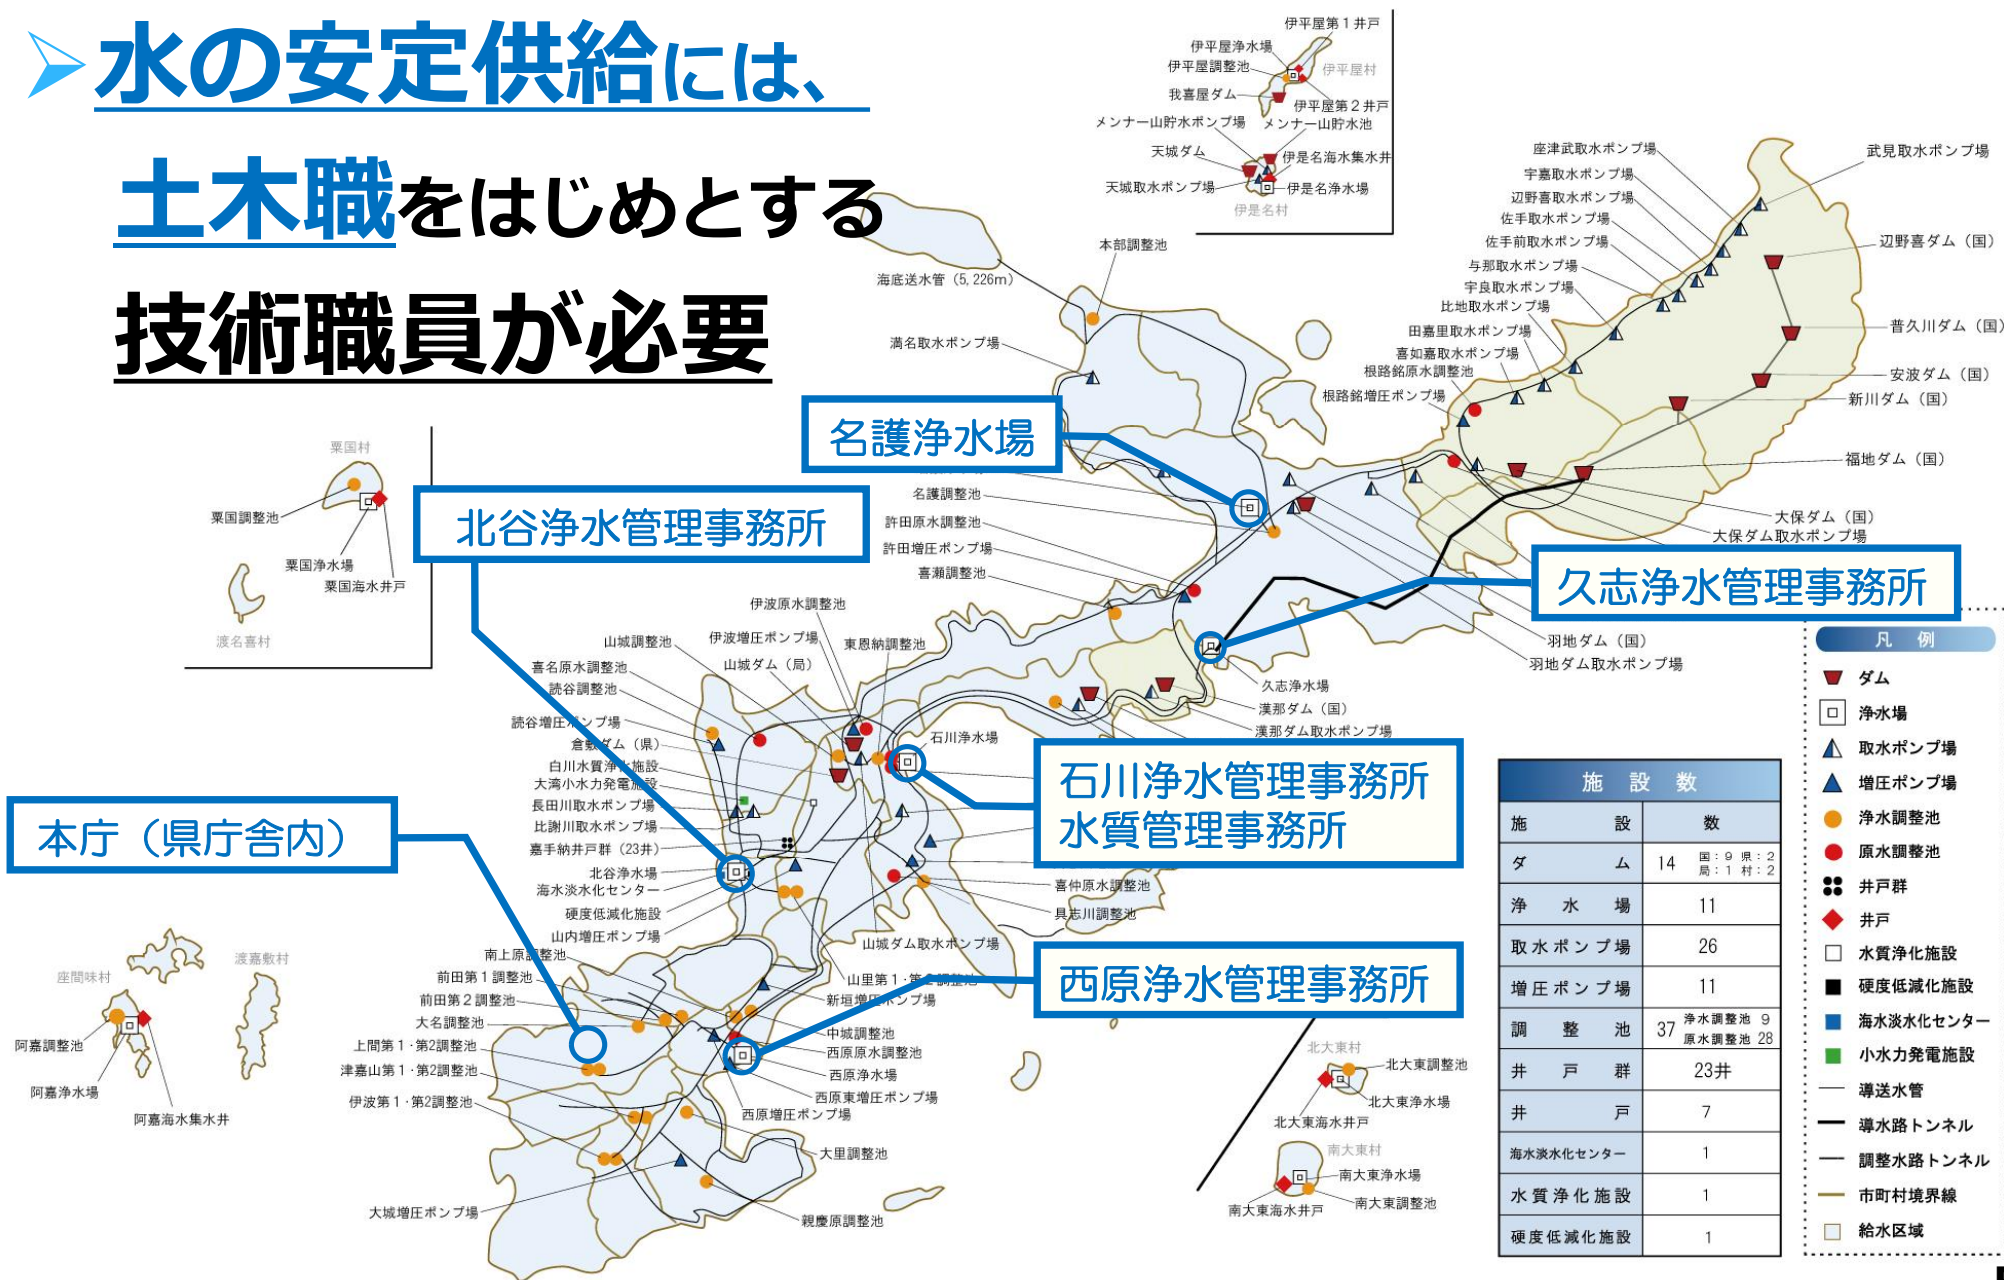 水の安定供給には、
土木職をはじめとする
技術職員が必要
伊平屋第1井戸
伊平屋浄水場
伊平屋調整池
伊平屋村
我喜屋ダム
伊平屋第2井戸
メンナー山貯水ポンプ場
メンナー山貯水池
天城ダム
伊是名海水集水井
天城取水ポンプ場
伊是名浄水場
伊是名村
座津武取水ポンプ場
武見取水ポンプ場
宇嘉取水ポンプ場
辺野喜取水ポンプ場
佐手取水ポンプ場
佐手前取水ポンプ場
辺野喜ダム（国）
与那取水ポンプ場
宇良取水ポンプ場
比地取水ポンプ場
田嘉里取水ポンプ場
普久川ダム（国）
喜如嘉取水ポンプ場
根路銘原水調整池
安波ダム（国）
根路銘増圧ポンプ場
新川ダム（国）
福地ダム（国）
大保ダム（国）
大保ダム取水ポンプ場
本部調整池
海底送水管（5,226m）
満名取水ポンプ場
名護浄水場
名護調整池
許田原水調整池
許田増圧ポンプ場
喜瀬調整池
粟国村
粟国調整池
粟国浄水場
粟国海水井戸
渡名喜村
北谷浄水管理事務所
久志浄水管理事務所
羽地ダム（国）
羽地ダム取水ポンプ場
久志浄水場
漢那ダム（国）
漢那ダム取水ポンプ場
伊波原水調整池
伊波増圧ポンプ場
東恩納調整池
山城調整池
山城ダム（局）
喜名原水調整池
読谷調整池
読谷増圧ポンプ場
倉敷ダム（県）
白川水質浄化施設
大湾小水力発電施設
長田川取水ポンプ場
比謝川取水ポンプ場
嘉手納井戸群（23井）
北谷浄水場
海水淡水化センター
硬度低減化施設
山内増圧ポンプ場
石川浄水場
石川浄水管理事務所
水質管理事務所
喜仲原水調整池
具志川調整池
山城ダム取水ポンプ場
山里第1・第2調整池
新垣増圧ポンプ場
西原浄水管理事務所
本庁（県庁舎内）
南上原調整池
前田第1調整池
前田第2調整池
大名調整池
上間第1・第2調整池
津嘉山第1・第2調整池
伊波第1・第2調整池
中城調整池
西原原水調整池
西原浄水場
西原東増圧ポンプ場
西原増圧ポンプ場
大里調整池
大城増圧ポンプ場
親慶原調整池
座間味村
渡嘉敷村
阿嘉調整池
阿嘉浄水場
阿嘉海水集水井
北大東村
北大東調整池
北大東浄水場
北大東海水井戸
南大東村
南大東浄水場
南大東調整池
南大東海水井戸
施設数
施設 数
ダム 14 国：9 県：2
局：1 村：2
浄水場 11
取水ポンプ場 26
増圧ポンプ場 11
調整池 37 浄水調整池 9
原水調整池 28
井戸群 23井
井戸 7
海水淡水化センター 1
水質浄化施設 1
硬度低減化施設 1
凡例
ダム
浄水場
取水ポンプ場
増圧ポンプ場
浄水調整池
原水調整池
井戸群
井戸
水質浄化施設
硬度低減化施設
海水淡水化センター
小水力発電施設
導送水管
導水路トンネル
調整水路トンネル
市町村境界線
給水区域